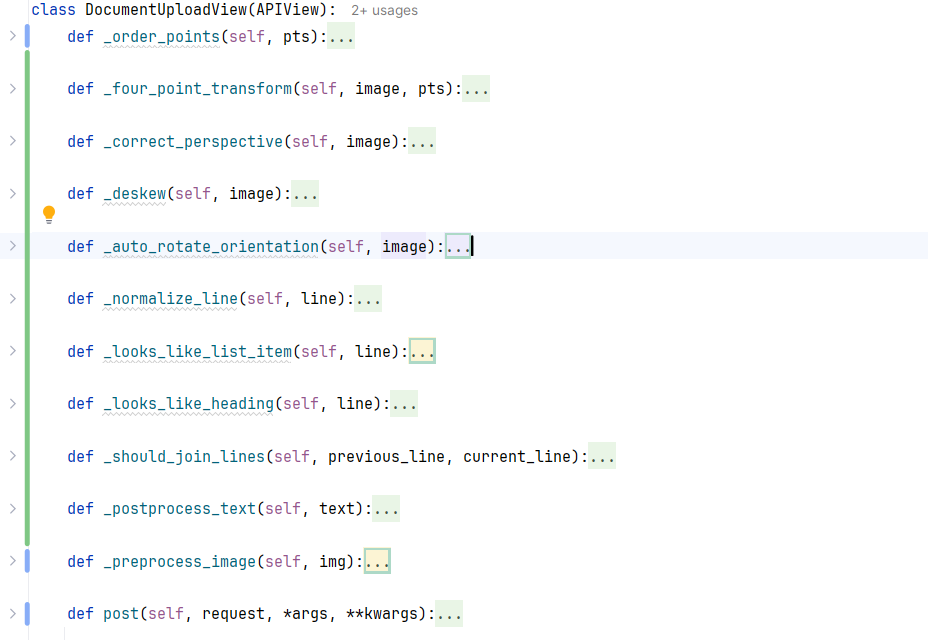 class DocumentUploadView(APIView): 2+ usages
def _order_points(self, pts):...
def _four_point_transform(self, image, pts):...
def _correct_perspective(self, image):...
def _deskew(self, image):...
def _auto_rotate_orientation(self, image):...
def _normalize_line(self, line):...
def _looks_like_list_item(self, line):...
def _looks_like_heading(self, line):...
def _should_join_lines(self, previous_line, current_line):...
def _postprocess_text(self, text):...
def _preprocess_image(self, img):...
def post(self, request, *args, **kwargs):...